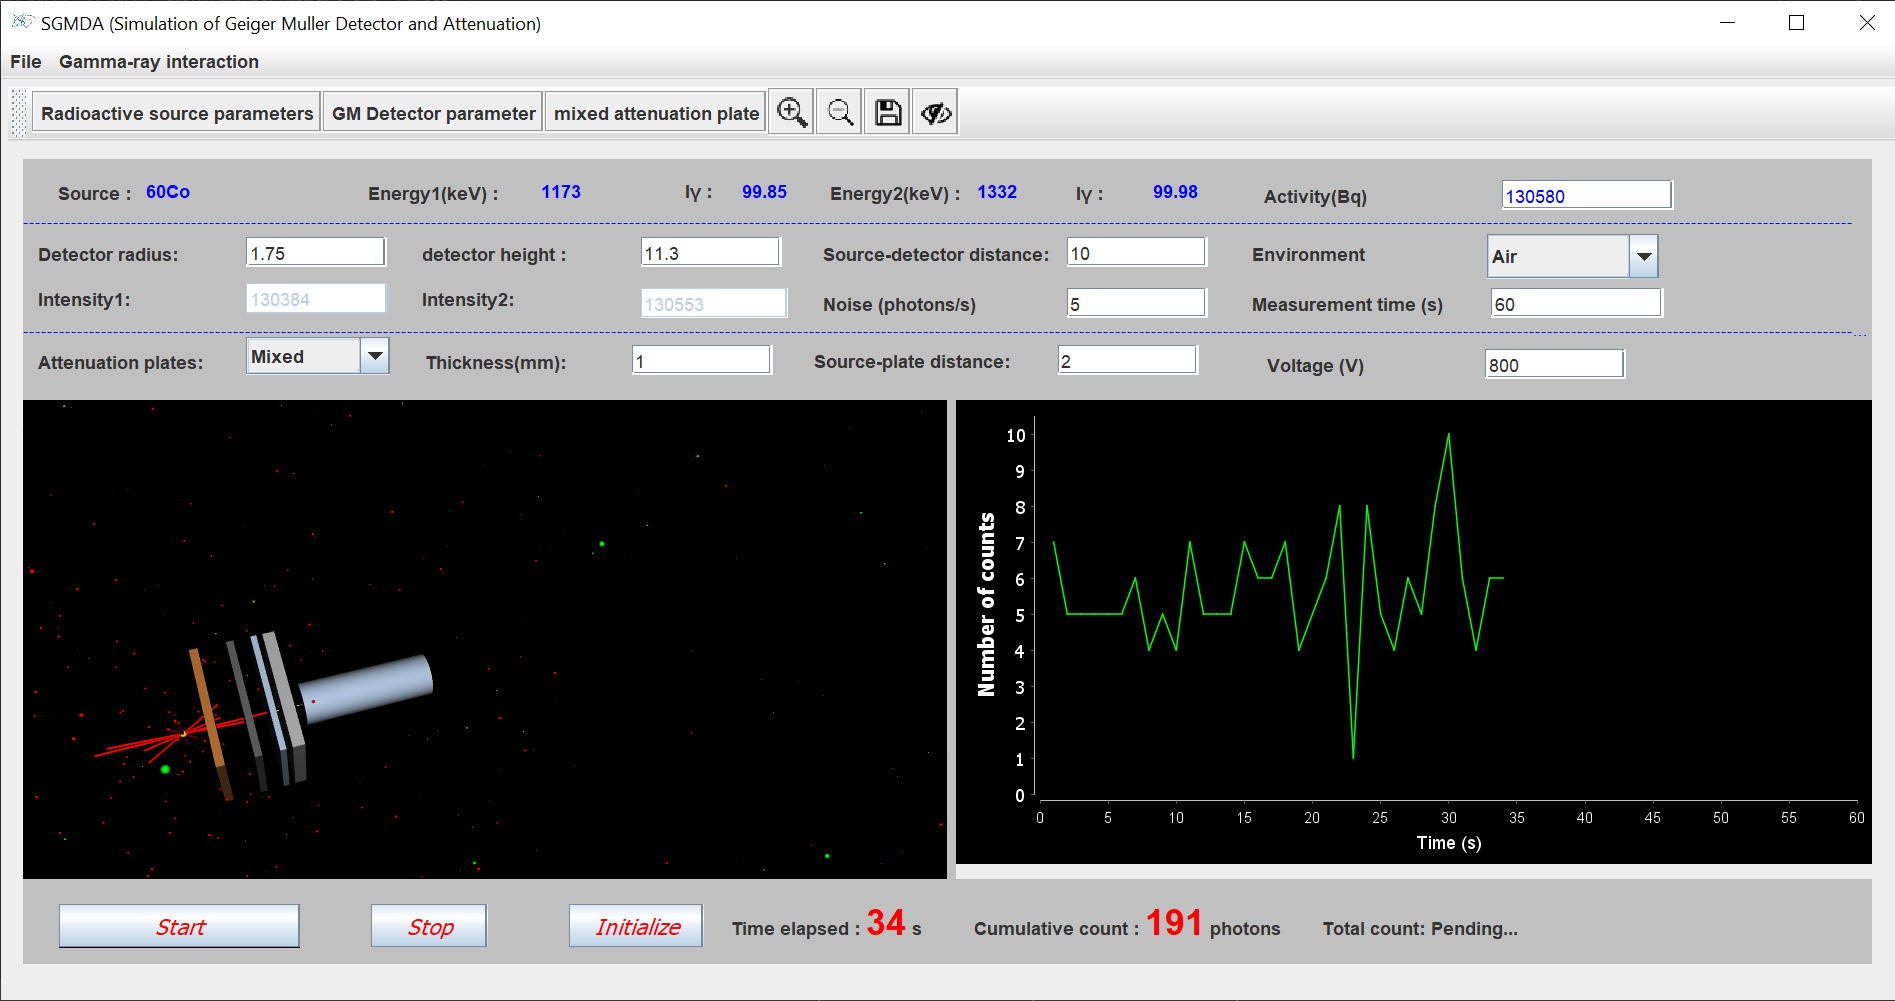 SGMDA (Simulation of Geiger Muller Detector and Attenuation)
File Gamma-ray interaction
Radioactive source parameters GM Detector parameter mixed attenuation plate
Source : 60Co Energy1(keV) : 1173 Iγ : 99.85 Energy2(keV) : 1332 Iγ : 99.98 Activity(Bq) 130580
Detector radius: 1.75 detector height : 11.3 Source-detector distance: 10 Environment Air
Intensity1: 130384 Intensity2: 130553 Noise (photons/s) 5 Measurement time (s) 60
Attenuation plates: Mixed Thickness(mm): 1 Source-plate distance: 2 Voltage (V) 800
Number of counts
10
9
8
7
6
5
4
3
2
1
0
0 5 10 15 20 25 30 35 40 45 50 55 60
Time (s)
Start Stop Initialize Time elapsed : 34 s Cumulative count : 191 photons Total count: Pending...